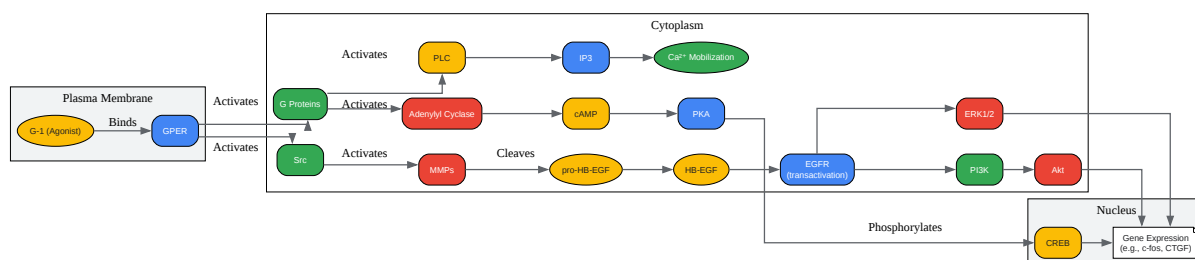 Cytoplasm
Activates
PLC
IP3
Ca²⁺ Mobilization
Plasma Membrane
Activates
G Proteins
Activates
Adenylyl Cyclase
cAMP
PKA
ERK1/2
G-1 (Agonist)
Binds
GPER
Activates
Src
Activates
MMPs
Cleaves
pro-HB-EGF
HB-EGF
EGFR
(transactivation)
PI3K
Akt
Nucleus
Phosphorylates
CREB
Gene Expression
(e.g., c-fos, CTGF)